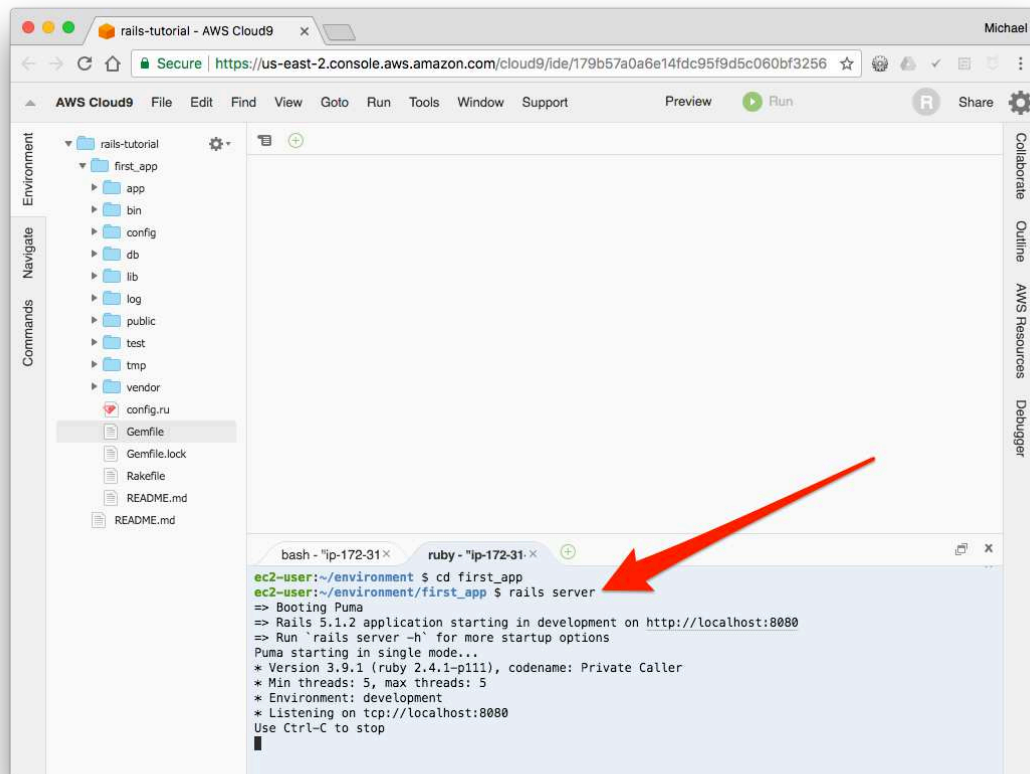 rails-tutorial - AWS Cloud9
Michael
Secure | https://us-east-2.console.aws.amazon.com/cloud9/ide/179b57a0a6e14fdc95f9d5c060bf3256
AWS Cloud9 File Edit Find View Goto Run Tools Window Support Preview Run R Share
Environment
Navigate
Commands
rails-tutorial
first_app
app
bin
config
db
lib
log
public
test
tmp
vendor
config.ru
Gemfile
Gemfile.lock
Rakefile
README.md
README.md
Collaborate
Outline
AWS Resources
Debugger
bash - "ip-172-31 ruby - "ip-172-31-
ec2-user:~/environment $ cd first_app
ec2-user:~/environment/first_app $ rails server
=> Booting Puma
=> Rails 5.1.2 application starting in development on http://localhost:8080
=> Run `rails server -h` for more startup options
Puma starting in single mode...
* Version 3.9.1 (ruby 2.4.1-p111), codename: Private Caller
* Min threads: 5, max threads: 5
* Environment: development
* Listening on tcp://localhost:8080
Use Ctrl-C to stop